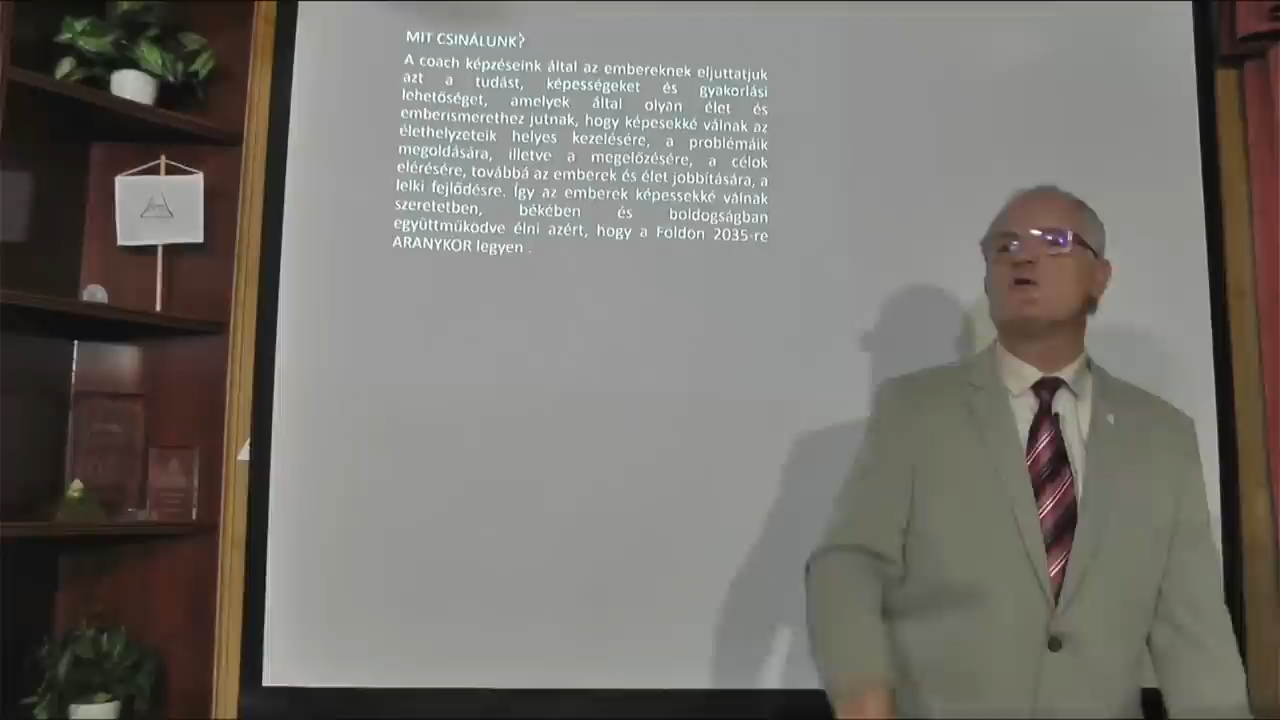 MIT CSINÁLUNK?
A coach képzéseink által az embereknek eljuttatjuk
azt a tudást, képességeket és gyakorlási
lehetőséget, amelyek által olyan élet és
emberismerethez jutnak, hogy képesekké válnak az
élethelyzeteik helyes kezelésére, a problémáik
megoldására, illetve a megelőzésére, a célok
elérésére, továbbá az emberek és élet jobbítására, a
lelki fejlődésre. Így az emberek képessekké válnak
szeretetben, békében és boldogságban
együttműködve élni azért, hogy a Földön 2035-re
ARANYKOR legyen .